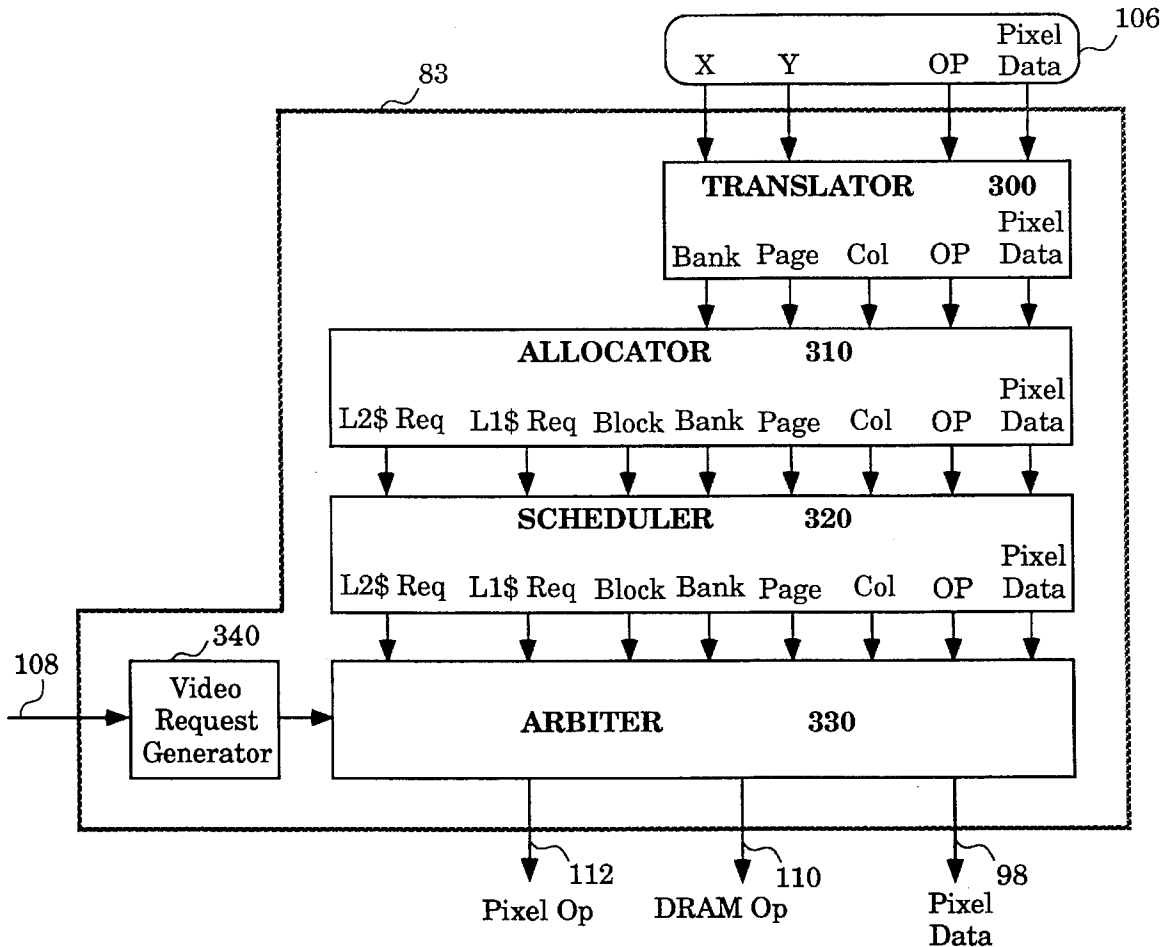 106
X Y OP Pixel Data
83
TRANSLATOR 300
Bank Page Col OP Pixel Data
ALLOCATOR 310
L2$ Req L1$ Req Block Bank Page Col OP Pixel Data
SCHEDULER 320
L2$ Req L1$ Req Block Bank Page Col OP Pixel Data
108
340
Video
Request
Generator
ARBITER 330
112 110 98
Pixel Op DRAM Op Pixel
Data